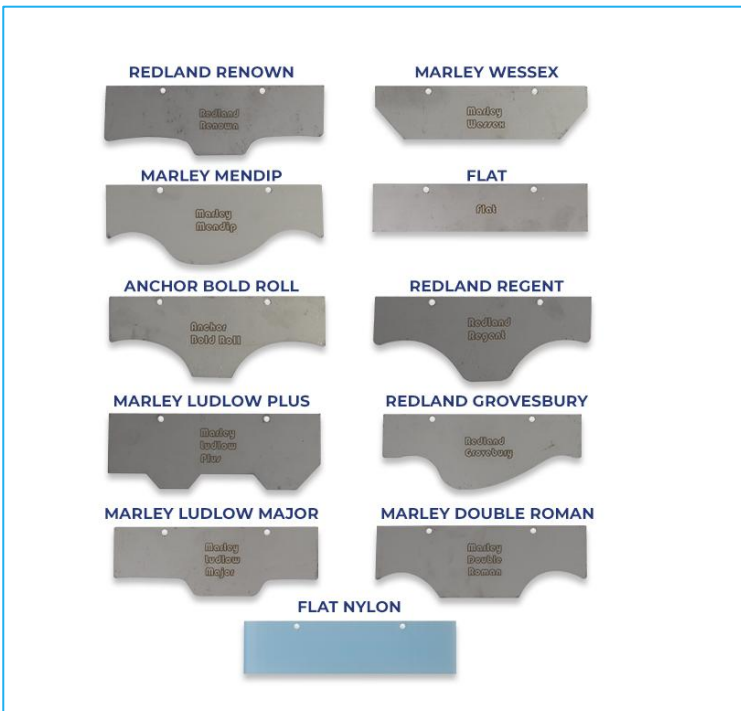 REDLAND RENOWN
Redland
Renown
MARLEY WESSEX
Marley
Wessex
MARLEY MENDIP
Marley
Mendip
FLAT
flat
ANCHOR BOLD ROLL
Anchor
Bold Roll
REDLAND REGENT
Redland
Regent
MARLEY LUDLOW PLUS
Marley
Ludlow
Plus
REDLAND GROVESBURY
Redland
Grovebury
MARLEY LUDLOW MAJOR
Marley
Ludlow
Major
MARLEY DOUBLE ROMAN
Marley
Double
Roman
FLAT NYLON